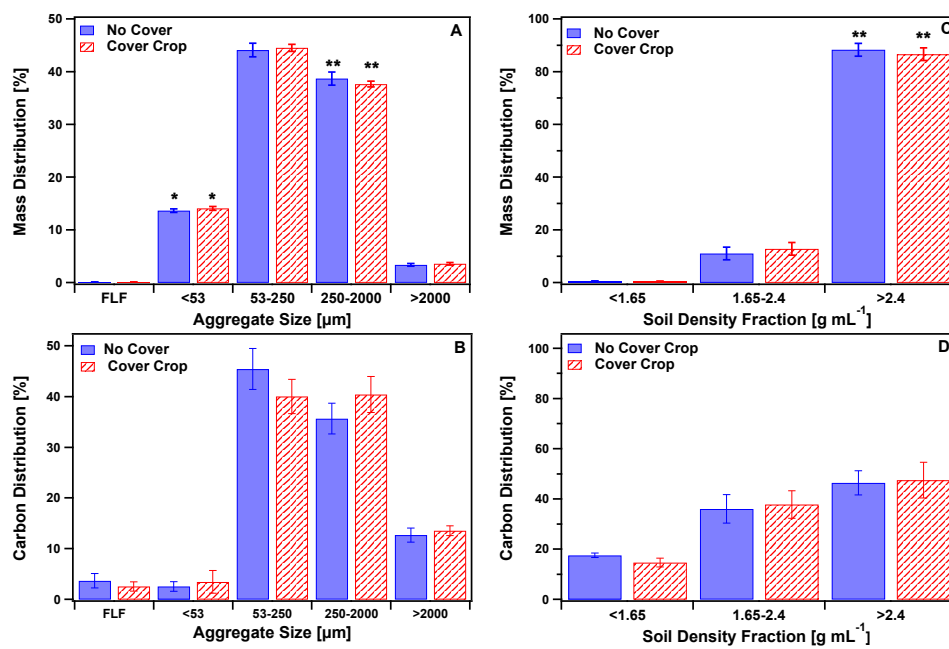 No Cover
Cover Crop
A
50
40
30
20
10
0
Mass Distribution [%]
*
*
**
**
FLF
<53
53-250
250-2000
>2000
Aggregate Size [µm]
No Cover
Cover Crop
C
100
80
60
40
20
0
Mass Distribution [%]
**
**
<1.65
1.65-2.4
>2.4
Soil Density Fraction [g mL⁻¹]
No Cover
Cover Crop
B
50
40
30
20
10
0
Carbon Distribution [%]
FLF
<53
53-250
250-2000
>2000
Aggregate Size [µm]
No Cover Crop
Cover Crop
D
100
80
60
40
20
0
Carbon Distribution [%]
<1.65
1.65-2.4
>2.4
Soil Density Fraction [g mL⁻¹]